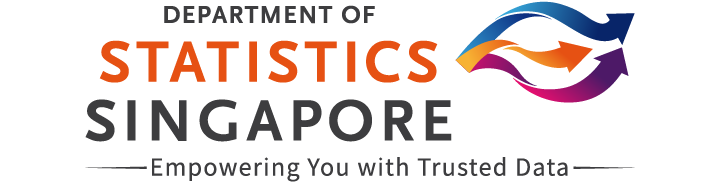 DEPARTMENT OF
STATISTICS
SINGAPORE
Empowering You with Trusted Data